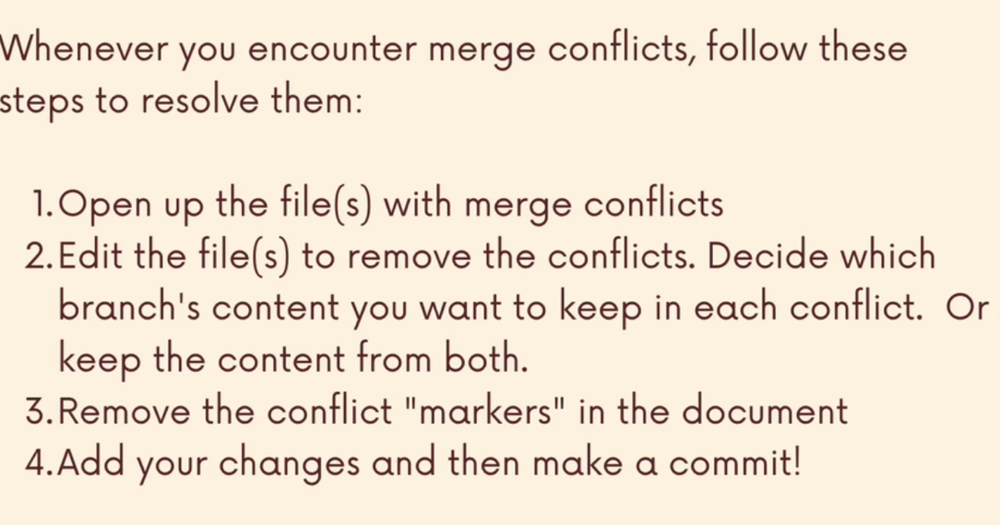 Whenever you encounter merge conflicts, follow these
steps to resolve them:
1.Open up the file(s) with merge conflicts
2.Edit the file(s) to remove the conflicts. Decide which
branch's content you want to keep in each conflict.  Or
keep the content from both.
3.Remove the conflict "markers" in the document
4.Add your changes and then make a commit!